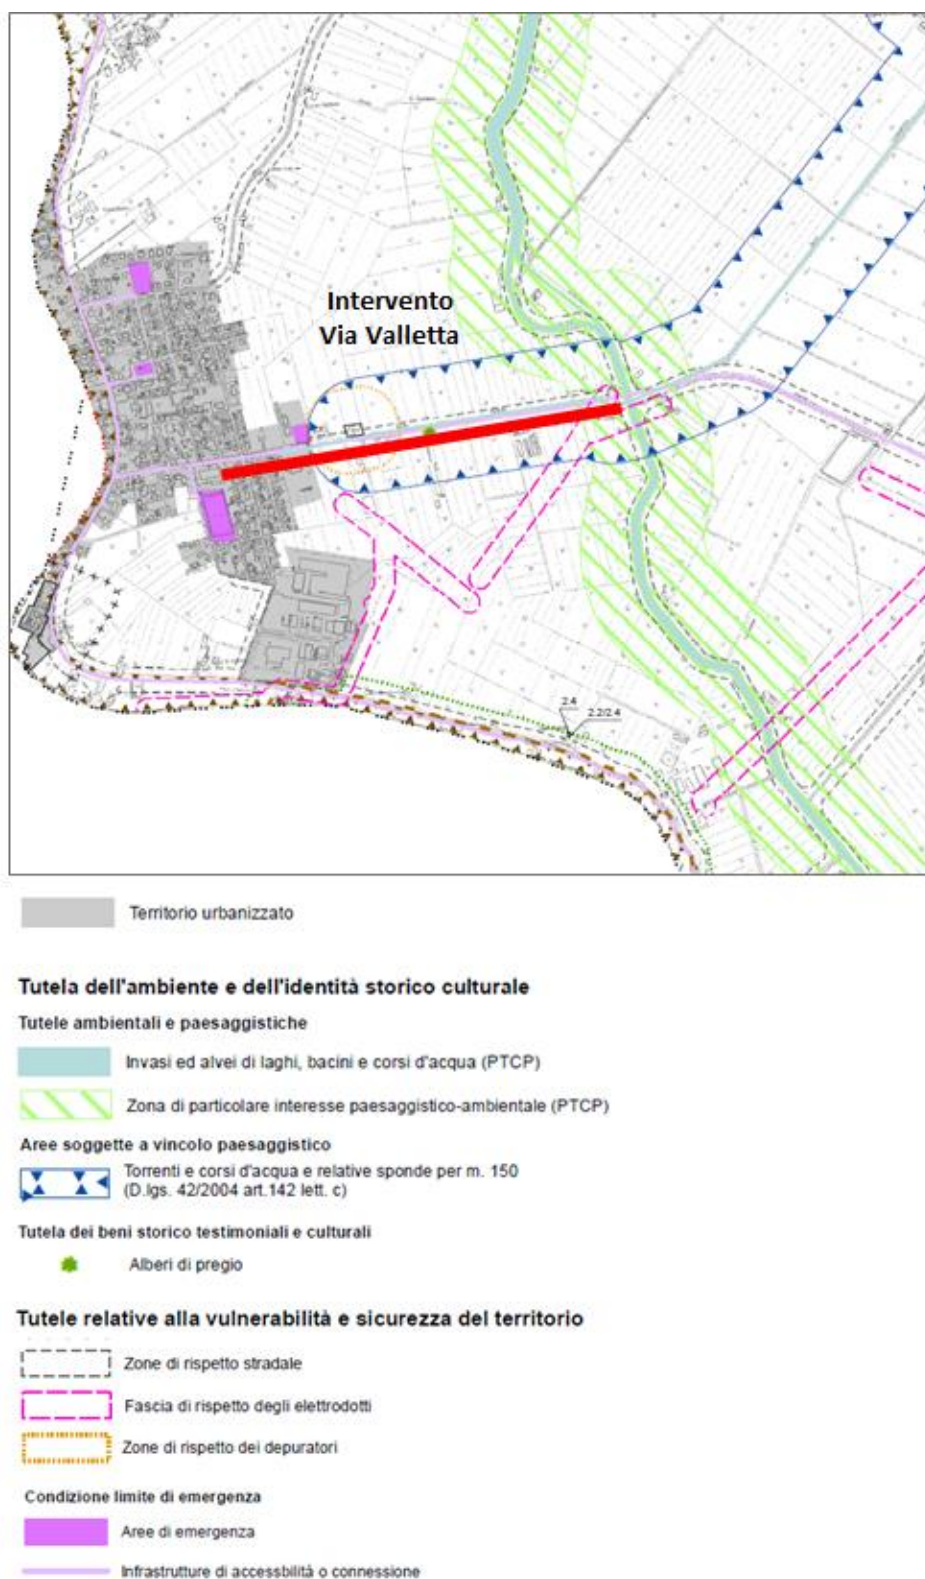 Intervento
Via Valletta
2.4
2.2/2.4
Territorio urbanizzato
Tutela dell'ambiente e dell'identità storico culturale
Tutele ambientali e paesaggistiche
Invasi ed alvei di laghi, bacini e corsi d'acqua (PTCP)
Zona di particolare interesse paesaggistico-ambientale (PTCP)
Aree soggette a vincolo paesaggistico
Torrenti e corsi d'acqua e relative sponde per m. 150
(D.lgs. 42/2004 art.142 lett. c)
Tutela dei beni storico testimoniali e culturali
Alberi di pregio
Tutele relative alla vulnerabilità e sicurezza del territorio
Zone di rispetto stradale
Fascia di rispetto degli elettrodotti
Zone di rispetto dei depuratori
Condizione limite di emergenza
Aree di emergenza
Infrastrutture di accessbilità o connessione